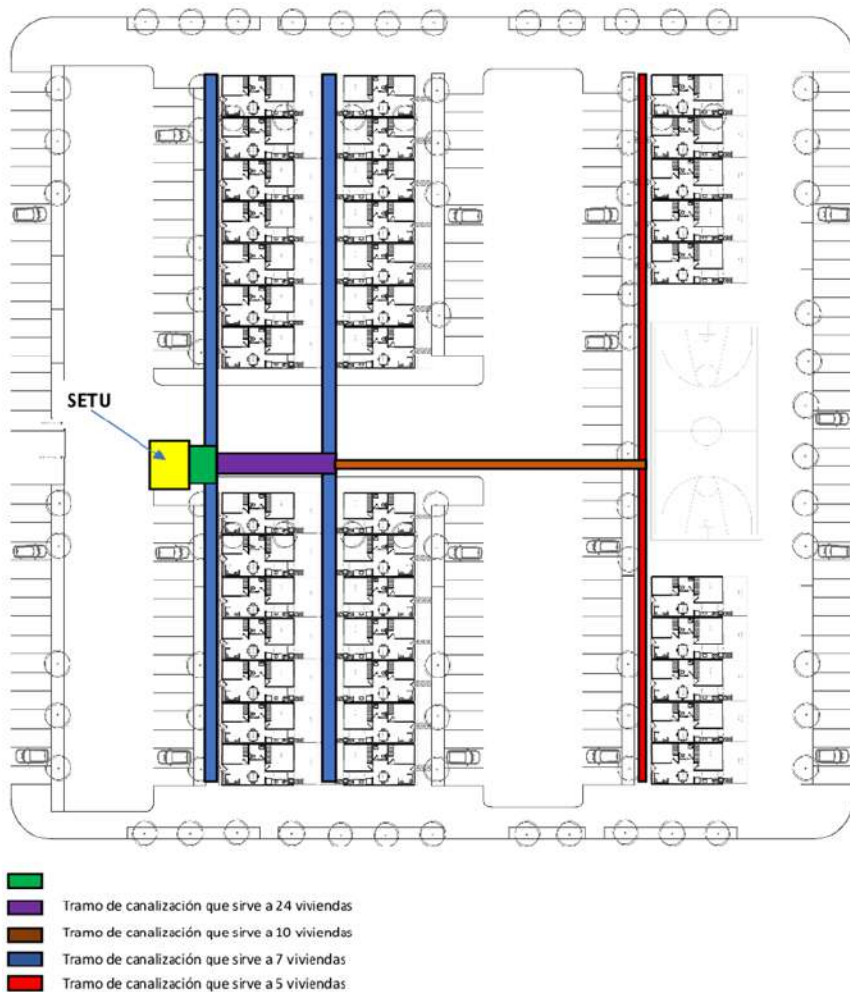 SETU
Tramo de canalización que sirve a 24 viviendas
Tramo de canalización que sirve a 10 viviendas
Tramo de canalización que sirve a 7 viviendas
Tramo de canalización que sirve a 5 viviendas